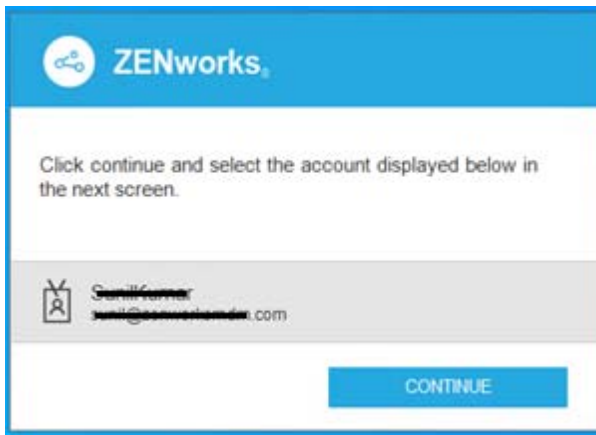 ZENworks®
Click continue and select the account displayed below in
the next screen.
.com
CONTINUE